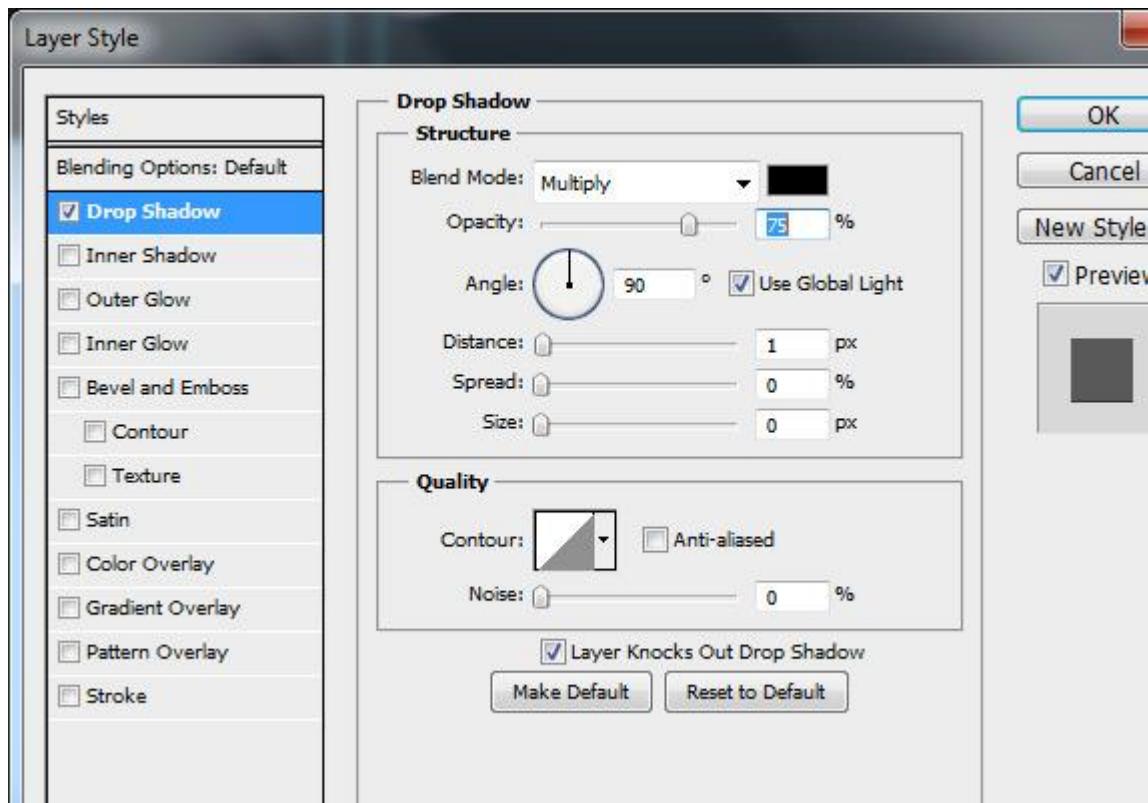 Layer Style
Styles
Blending Options: Default
Drop Shadow
Inner Shadow
Outer Glow
Inner Glow
Bevel and Emboss
Contour
Texture
Satin
Color Overlay
Gradient Overlay
Pattern Overlay
Stroke
Drop Shadow
Structure
Blend Mode: Multiply
Opacity: 75 %
Angle: 90 ° Use Global Light
Distance: 1 px
Spread: 0 %
Size: 0 px
Quality
Contour: Anti-aliased
Noise: 0 %
Layer Knocks Out Drop Shadow
Make Default Reset to Default
OK
Cancel
New Style
Preview